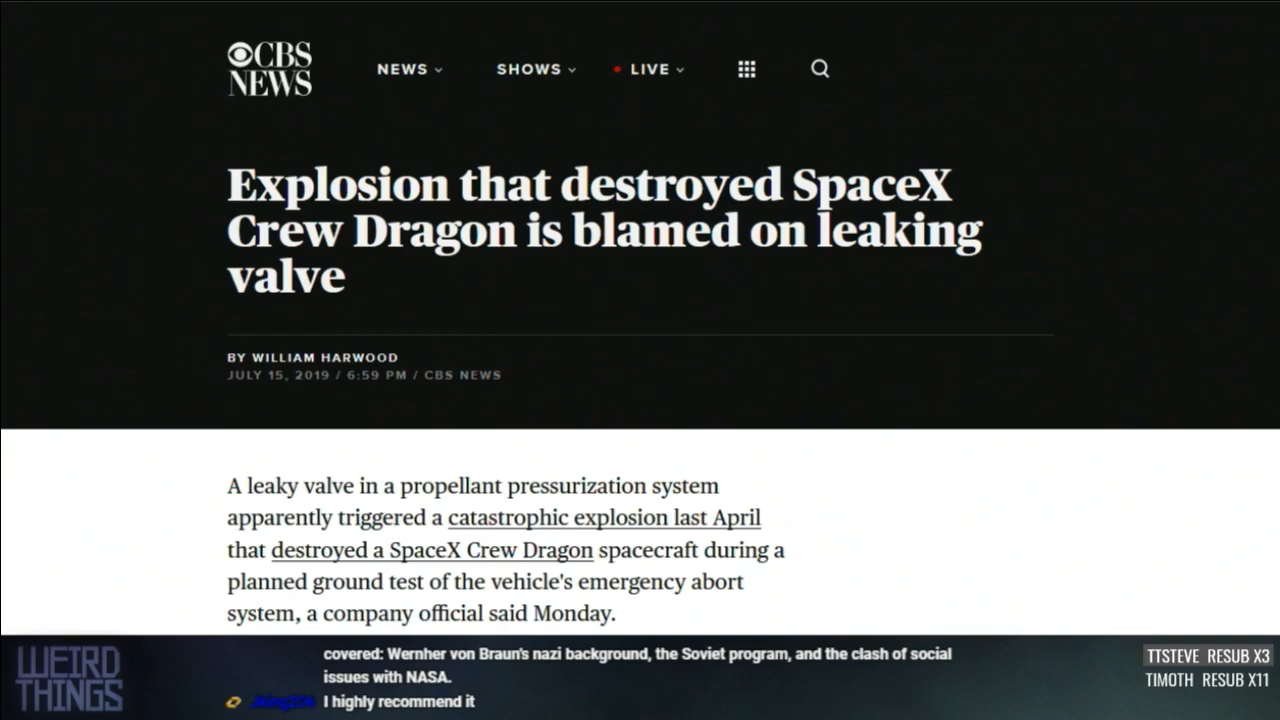 CBS
NEWS
NEWS
SHOWS
LIVE
Explosion that destroyed SpaceX
Crew Dragon is blamed on leaking
valve
BY WILLIAM HARWOOD
JULY 15, 2019 / 6:59 PM / CBS NEWS
A leaky valve in a propellant pressurization system
apparently triggered a catastrophic explosion last April
that destroyed a SpaceX Crew Dragon spacecraft during a
planned ground test of the vehicle's emergency abort
system, a company official said Monday.
WEIRD
THINGS
covered: Wernher von Braun's nazi background, the Soviet program, and the clash of social
issues with NASA.
I highly recommend it
TTSTEVE RESUB X3
TIMOTH RESUB X11